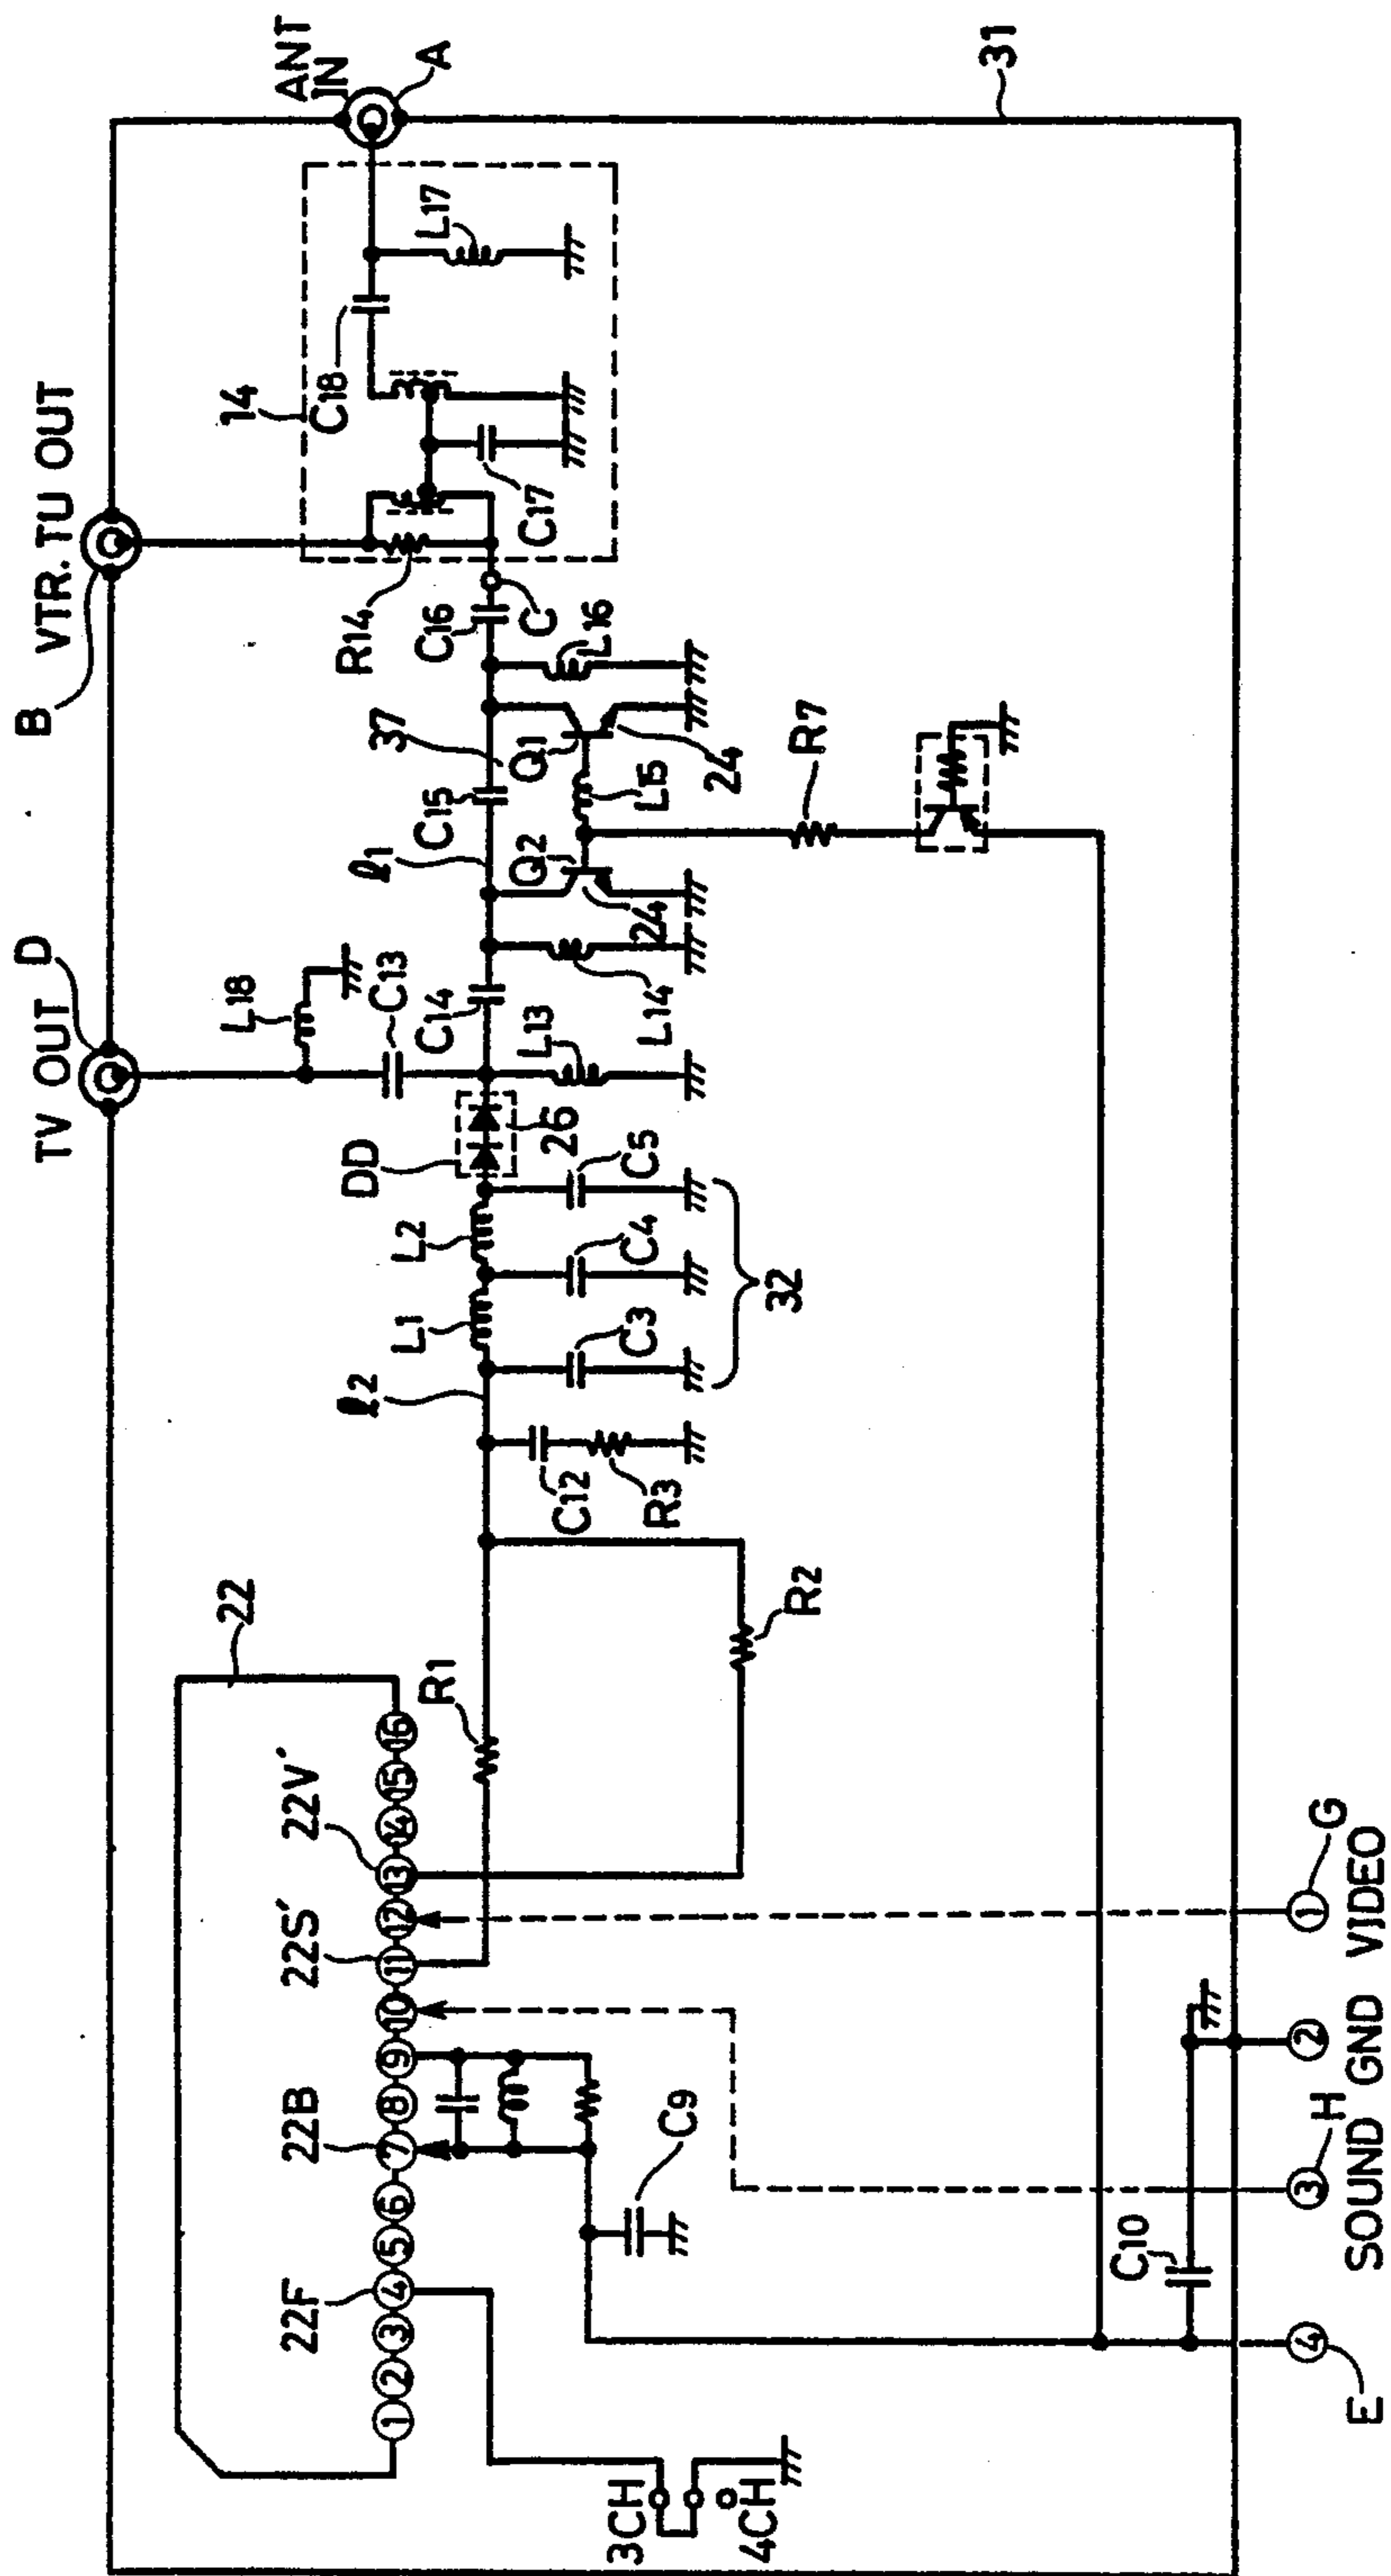 TV OUT
D
B
VTR. TU OUT
ANT
IN
A
22
L18
C13
14
C18
L17
R14
C17
22F
22B
22S'
22V'
1
2
3
4
5
6
7
8
9
10
11
12
13
14
15
16
R1
ℓ2
L1
L2
DD
26
C14
ℓ1
C15
37
C16
C
Q2
Q1
24
24
L13
L14
L15
L16
C12
R3
C3
C4
C5
32
R2
R7
C9
3CH
4CH
C10
31
4
3
2
1
E
H
G
SOUND
GND
VIDEO